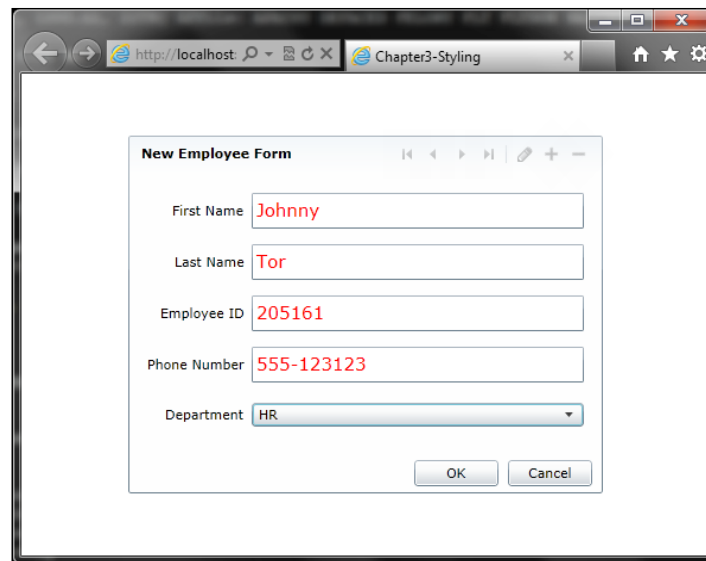 http://localhost:
Chapter3-Styling
New Employee Form
First Name Johnny
Last Name Tor
Employee ID 205161
Phone Number 555-123123
Department HR
OK Cancel